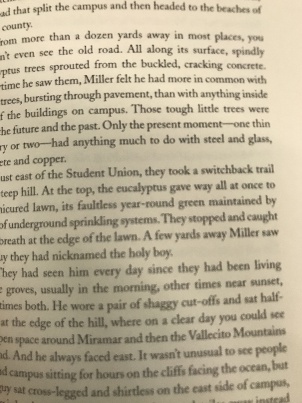 ad that split the campus and then headed to the beaches of
county.
rom more than a dozen yards away in most places, you
n't even see the old road. All along its surface, spindly
ptus trees sprouted from the buckled, cracking concrete.
time he saw them, Miller felt he had more in common with
trees, bursting through pavement, than with anything inside
f the buildings on campus. Those tough little trees were
he future and the past. Only the present moment—one thin
ry or two—had anything much to do with steel and glass,
ete and copper.
ust east of the Student Union, they took a switchback trail
teep hill. At the top, the eucalyptus gave way all at once to
nicured lawn, its faultless year-round green maintained by
of underground sprinkling systems. They stopped and caught
breath at the edge of the lawn. A few yards away Miller saw
uy they had nicknamed the holy boy.
They had seen him every day since they had been living
e groves, usually in the morning, other times near sunset,
times both. He wore a pair of shaggy cut-offs and sat half-
at the edge of the hill, where on a clear day you could see
pen space around Miramar and then the Vallecito Mountains
nd. And he always faced east. It wasn't unusual to see people
nd campus sitting for hours on the cliffs facing the ocean, but
guy sat cross-legged and shirtless on the east side of campus,
instead